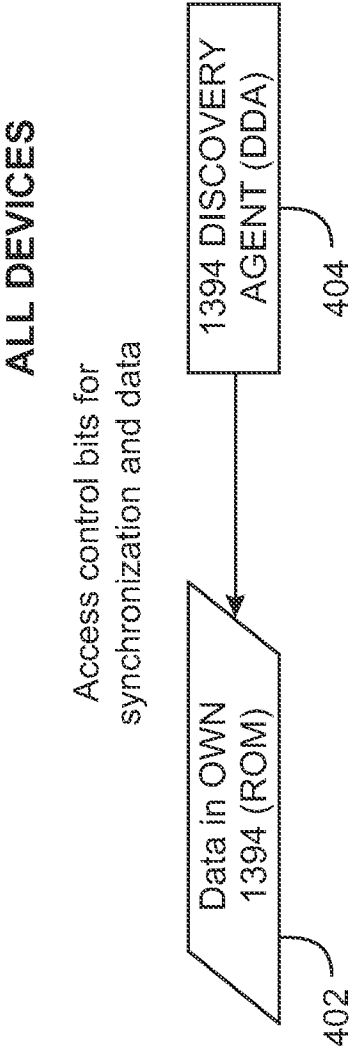 ALL DEVICES
Access control bits for
synchronization and data
Data in OWN
1394 (ROM)
1394 DISCOVERY
AGENT (DDA)
402
404